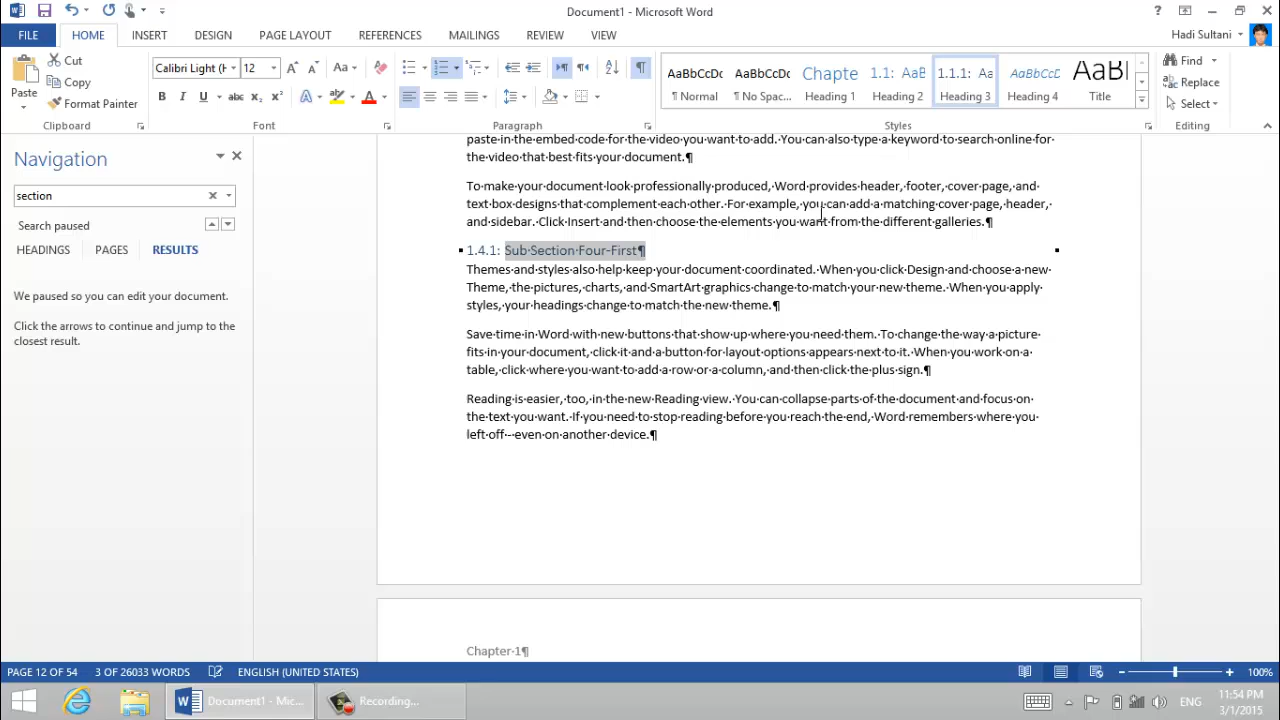 Document1 - Microsoft Word
Hadi Sultani
FILE HOME INSERT DESIGN PAGE LAYOUT REFERENCES MAILINGS REVIEW VIEW
Paste
Cut
Copy
Format Painter
Clipboard
Calibri Light (H 12
Font
Paragraph
AaBbCcDc AaBbCcDc Chapte 1.1: AaB 1.1.1: Aa AaBbCcD AaBl
¶ Normal ¶ No Spac... Heading 1 Heading 2 Heading 3 Heading 4 Title
Styles
Find
Replace
Select
Editing
Navigation
section
Search paused
HEADINGS PAGES RESULTS
We paused so you can edit your document.
Click the arrows to continue and jump to the
closest result.
paste·in·the·embed·code·for·the·video·you·want·to·add.·You·can·also·type·a·keyword·to·search·online·for·
the·video·that·best·fits·your·document.¶
To·make·your·document·look·professionally·produced,·Word·provides·header,·footer,·cover·page,·and·
text·box·designs·that·complement·each·other.·For·example,·you·can·add·a·matching·cover·page,·header,·
and·sidebar.·Click·Insert·and·then·choose·the·elements·you·want·from·the·different·galleries.¶
1.4.1: Sub·Section·Four-First¶
Themes·and·styles·also·help·keep·your·document·coordinated.·When·you·click·Design·and·choose·a·new·
Theme,·the·pictures,·charts,·and·SmartArt·graphics·change·to·match·your·new·theme.·When·you·apply·
styles,·your·headings·change·to·match·the·new·theme.¶
Save·time·in·Word·with·new·buttons·that·show·up·where·you·need·them.·To·change·the·way·a·picture·
fits·in·your·document,·click·it·and·a·button·for·layout·options·appears·next·to·it.·When·you·work·on·a·
table,·click·where·you·want·to·add·a·row·or·a·column,·and·then·click·the·plus·sign.¶
Reading·is·easier,·too,·in·the·new·Reading·view.·You·can·collapse·parts·of·the·document·and·focus·on·
the·text·you·want.·If·you·need·to·stop·reading·before·you·reach·the·end,·Word·remembers·where·you·
left·off·-·even·on·another·device.¶
Chapter·1¶
PAGE 12 OF 54 3 OF 26033 WORDS ENGLISH (UNITED STATES) 100%
Document1 - Mic... Recording... ENG
11:54 PM
3/1/2015